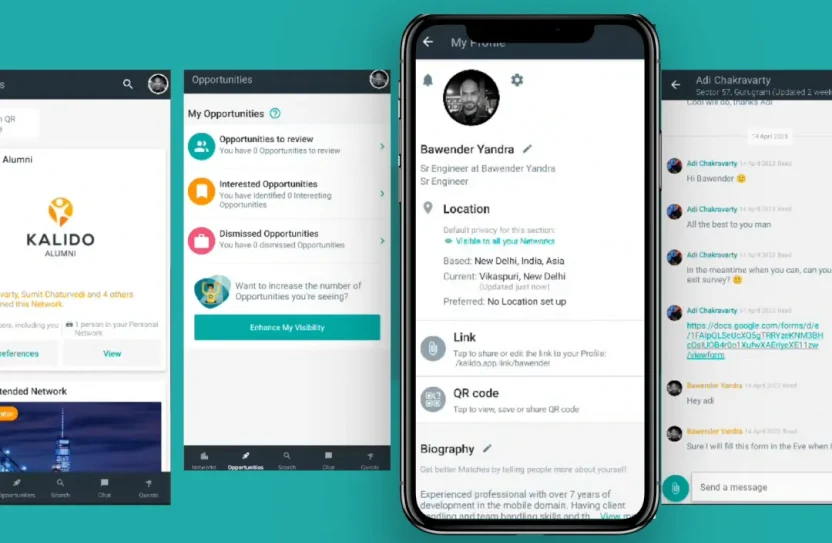 n QR
Alumni
KALIDO
ALUMNI
varty, Sumit Chaturvedi and 4 others
ined this Network.
ers, including you
1 person in your Personal
Network
references
View
tended Network
Opportunities
Search
Chat
Guests
Opportunities
My Opportunities
Opportunities to review
You have 0 Opportunities to review
Interested Opportunities
You have identified 0 Interesting
Opportunities
Dismissed Opportunities
You have 0 dismissed Opportunities
Want to increase the number of
Opportunities you're seeing?
Enhance My Visibility
Networks
Opportunities
Search
Chat
Guests
My Profile
Bawender Yandra
Sr Engineer at Bawender Yandra
Sr Engineer
Location
Default privacy for this section:
Visible to all your Networks
Based: New Delhi, India, Asia
Current: Vikaspuri, New Delhi
(Updated just now)
Preferred: No Location set up
Link
Tap to share or edit the link to your Profile:
/kalido.app.link/bawender
QR code
Tap to view, save or share QR code
Biography
Get better Matches by telling people more about yourself
Experienced professional with over 7 years of
development in the mobile domain. Having client
handling and team handling skills and th... View
Adi Chakravarty
Sector 57, Gurugram (Updated 2 week
Cool will do, thanks Adi
14 April 2023
Adi Chakravarty 14 April 2023 Read
Hi Bawender
Adi Chakravarty 14 April 2023 Read
All the best to you man
Adi Chakravarty 14 April 2023 Read
In the meantime when you can, can you
exit survey?
Adi Chakravarty 14 April 2023 Read
https://docs.google.com/forms/d/e
/viewform
Bawender Yandra 14 April 2023 Read
Hey adi
Bawender Yandra 14 April 2023 Read
Sure I will fill this form in the Eve when I
Send a message